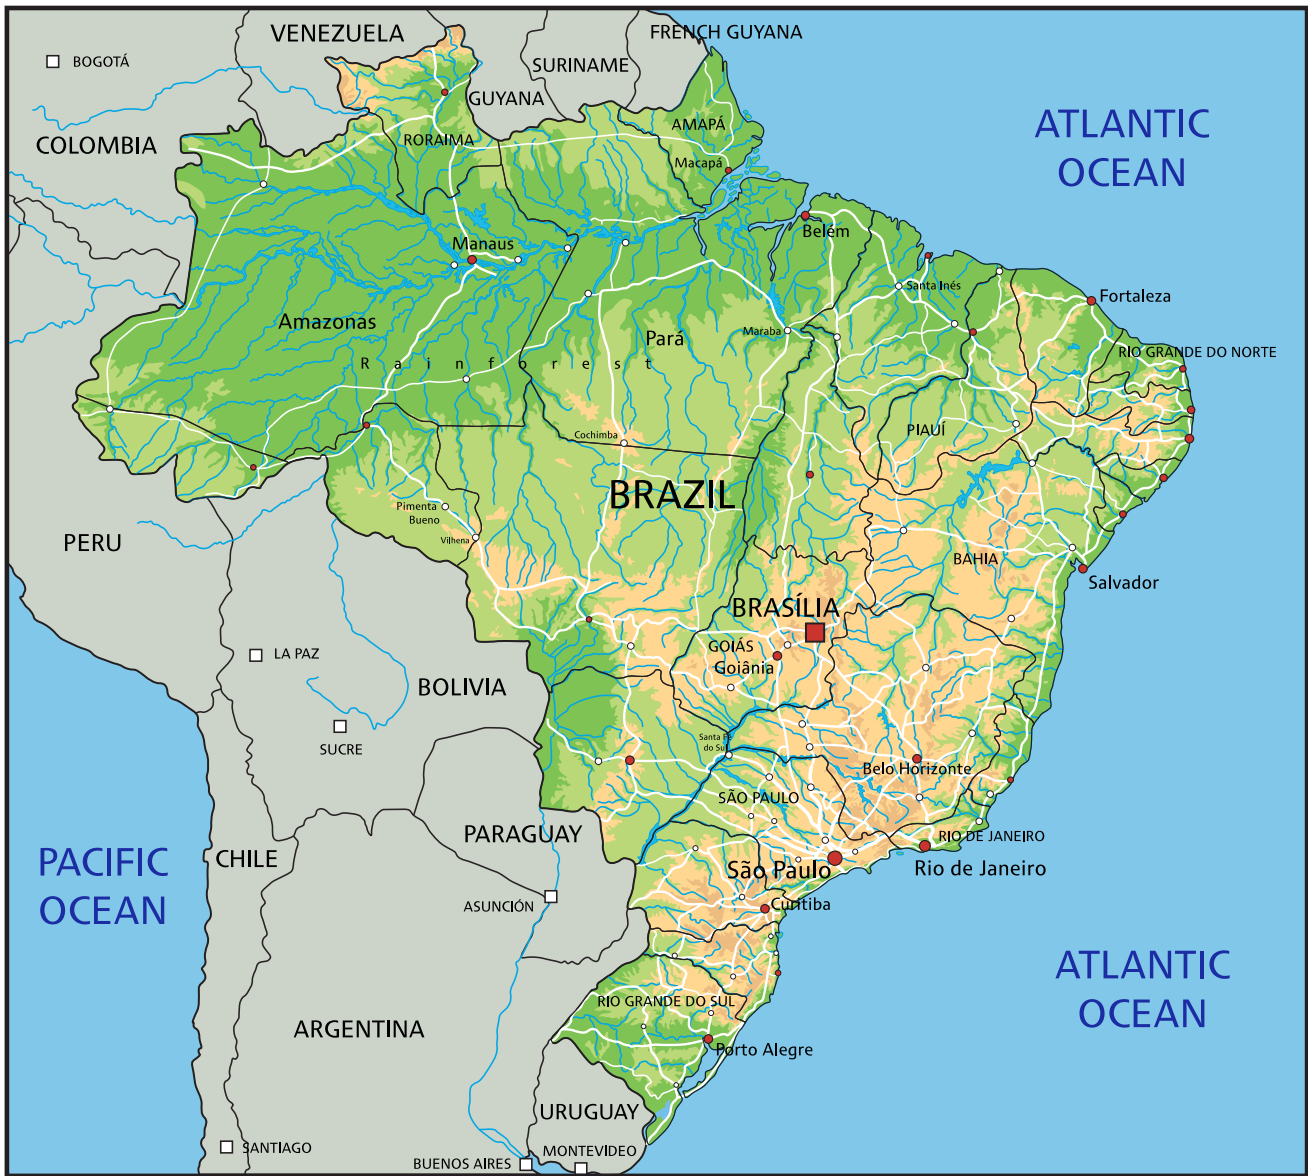 VENEZUELA
FRENCH GUYANA
BOGOTÁ
SURINAME
GUYANA
COLOMBIA
RORAIMA
AMAPÁ
Macapá
ATLANTIC
OCEAN
Belém
Manaus
Santa Inés
Fortaleza
Amazonas
Pará
Maraba
RIO GRANDE DO NORTE
Rainforest
PIAUÍ
Cochimba
BRAZIL
Pimenta
Bueno
Vilhena
PERU
BAHIA
Salvador
BRASÍLIA
GOIÁS
Goiânia
LA PAZ
BOLIVIA
SUCRE
Santa Fé
do Sul
Belo Horizonte
SÃO PAULO
PARAGUAY
RIO DE JANEIRO
PACIFIC
OCEAN
CHILE
São Paulo
Rio de Janeiro
ASUNCIÓN
Curitiba
ATLANTIC
OCEAN
RIO GRANDE DO SUL
ARGENTINA
Porto Alegre
URUGUAY
SANTIAGO
MONTEVIDEO
BUENOS AIRES